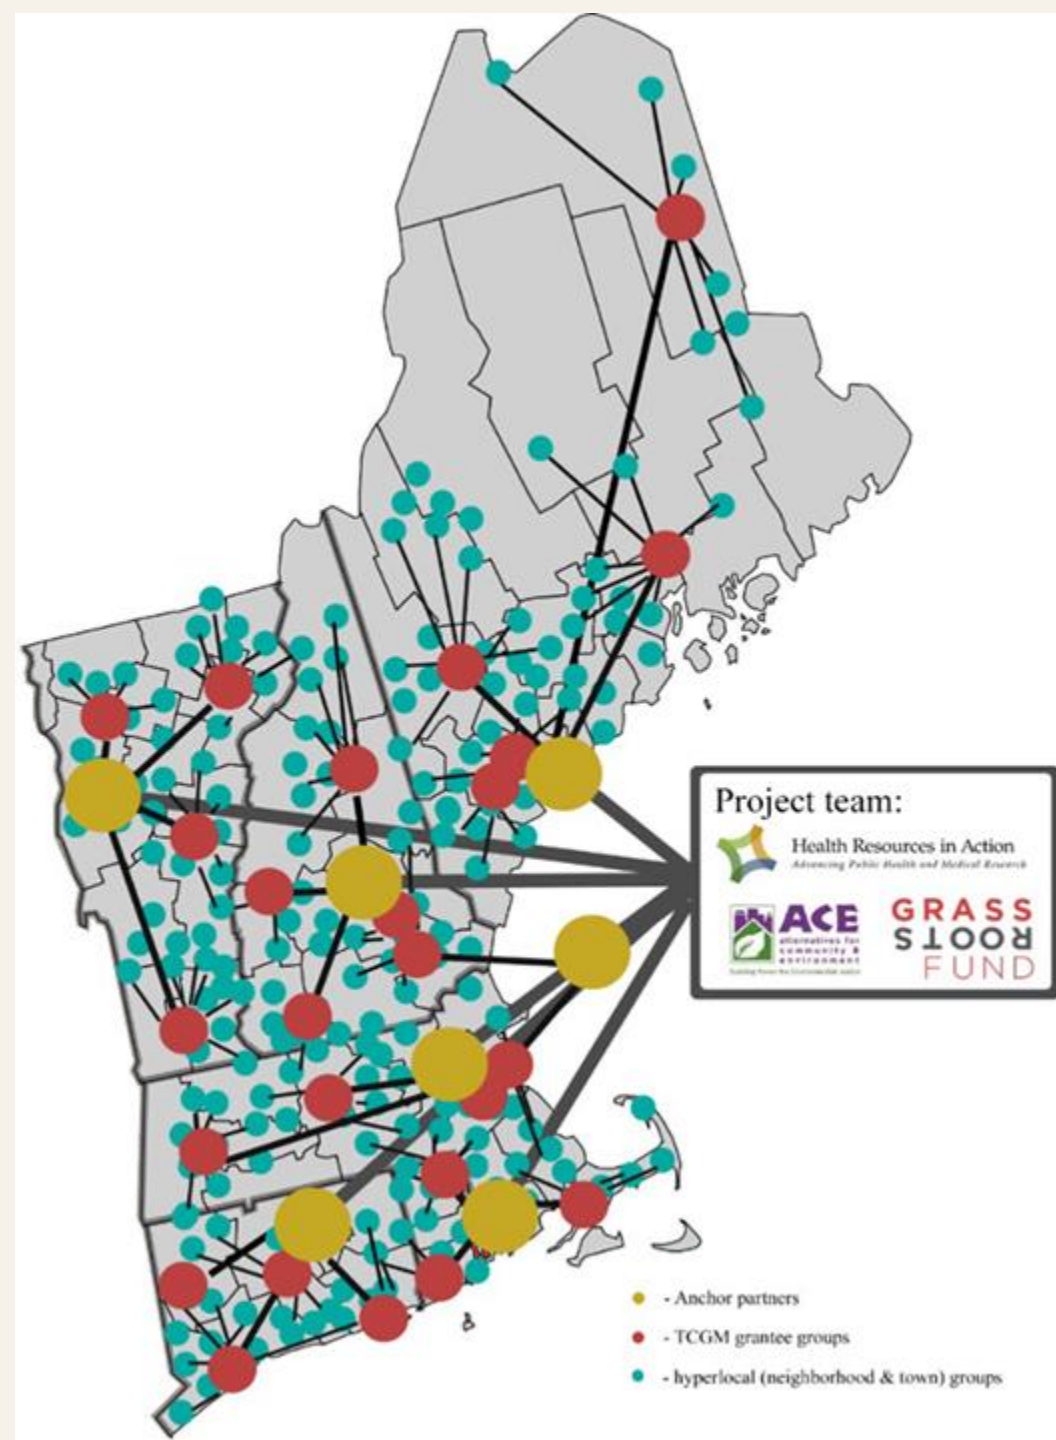 Project team:
Health Resources in Action
Advancing Public Health and Medical Research
ACE
alternatives for
community &
environment
GRASS
ROOTS
FUND
- Anchor partners
- TCGM grantee groups
- hyperlocal (neighborhood & town) groups